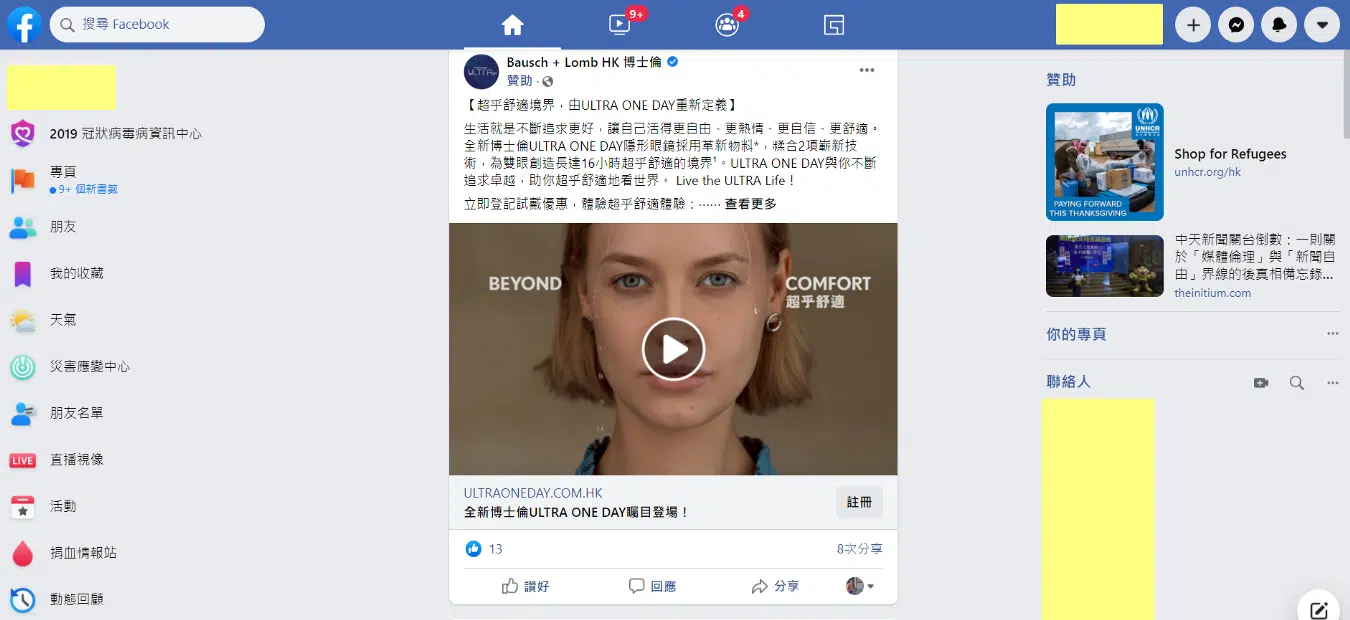 搜尋 Facebook
9+
4
2019 冠狀病毒病資訊中心
專頁
9+ 個新書籤
朋友
我的收藏
天氣
災害應變中心
朋友名單
LIVE
直播視像
活動
捐血情報站
動態回顧
ULTRA
Bausch + Lomb HK 博士倫
贊助 ·
【超乎舒適境界，由ULTRA ONE DAY重新定義】
生活就是不斷追求更好，讓自己活得更自由、更熱情、更自信、更舒適。
全新博士倫ULTRA ONE DAY隱形眼鏡採用革新物料*，糅合2項嶄新技
術，為雙眼創造長達16小時超乎舒適的境界¹。ULTRA ONE DAY與你不斷
追求卓越，助你超乎舒適地看世界。 Live the ULTRA Life！
立即登記試戴優惠，體驗超乎舒適體驗：…… 查看更多
BEYOND
COMFORT
超乎舒適
ULTRAONEDAY.COM.HK
全新博士倫ULTRA ONE DAY矚目登場！
註冊
13
8次分享
讚好
回應
分享
贊助
UNHCR
PAYING FORWARD
THIS THANKSGIVING
Shop for Refugees
unhcr.org/hk
中天新聞關台倒數：一則關
於「媒體倫理」與「新聞自
由」界線的後真相備忘錄...
theinitium.com
你的專頁
聯絡人